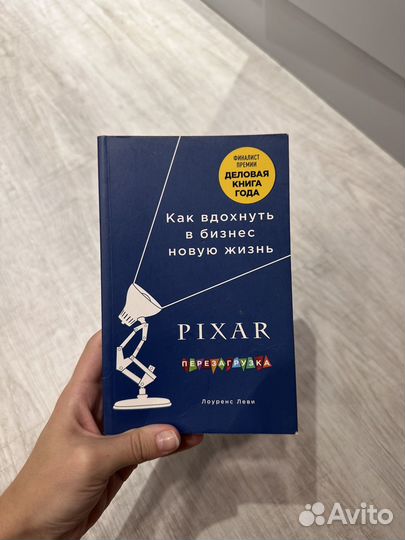 ФИНАЛИСТ
ПРЕМИИ
ДЕЛОВАЯ
КНИГА
ГОДА
Как вдохнуть
в бизнес
новую жизнь
PIXAR
ПЕРЕЗАГРУЗКА
Лоуренс Леви
Avito